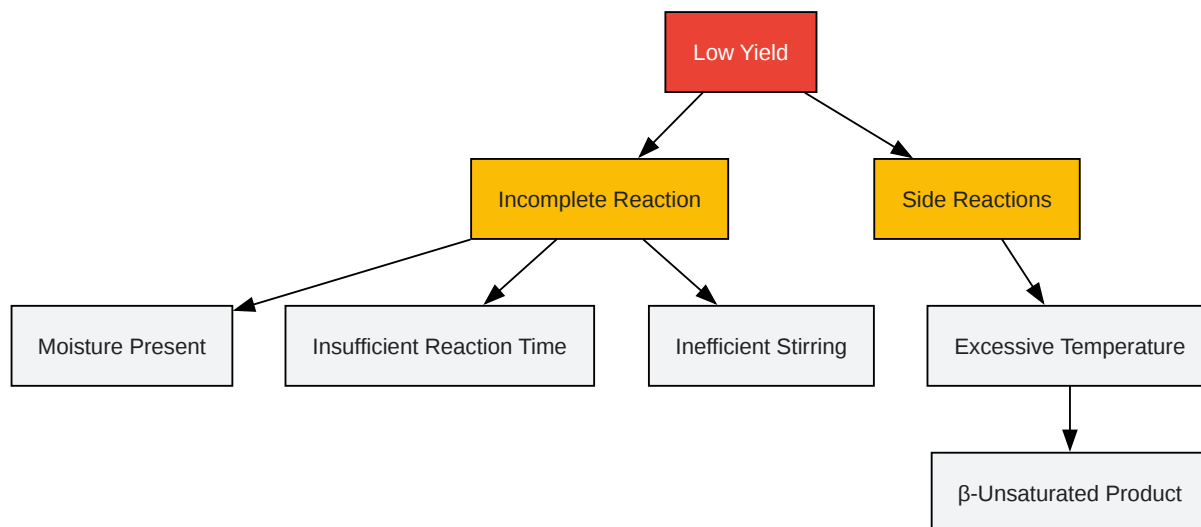 Low Yield
Incomplete Reaction
Side Reactions
Moisture Present
Insufficient Reaction Time
Inefficient Stirring
Excessive Temperature
β-Unsaturated Product